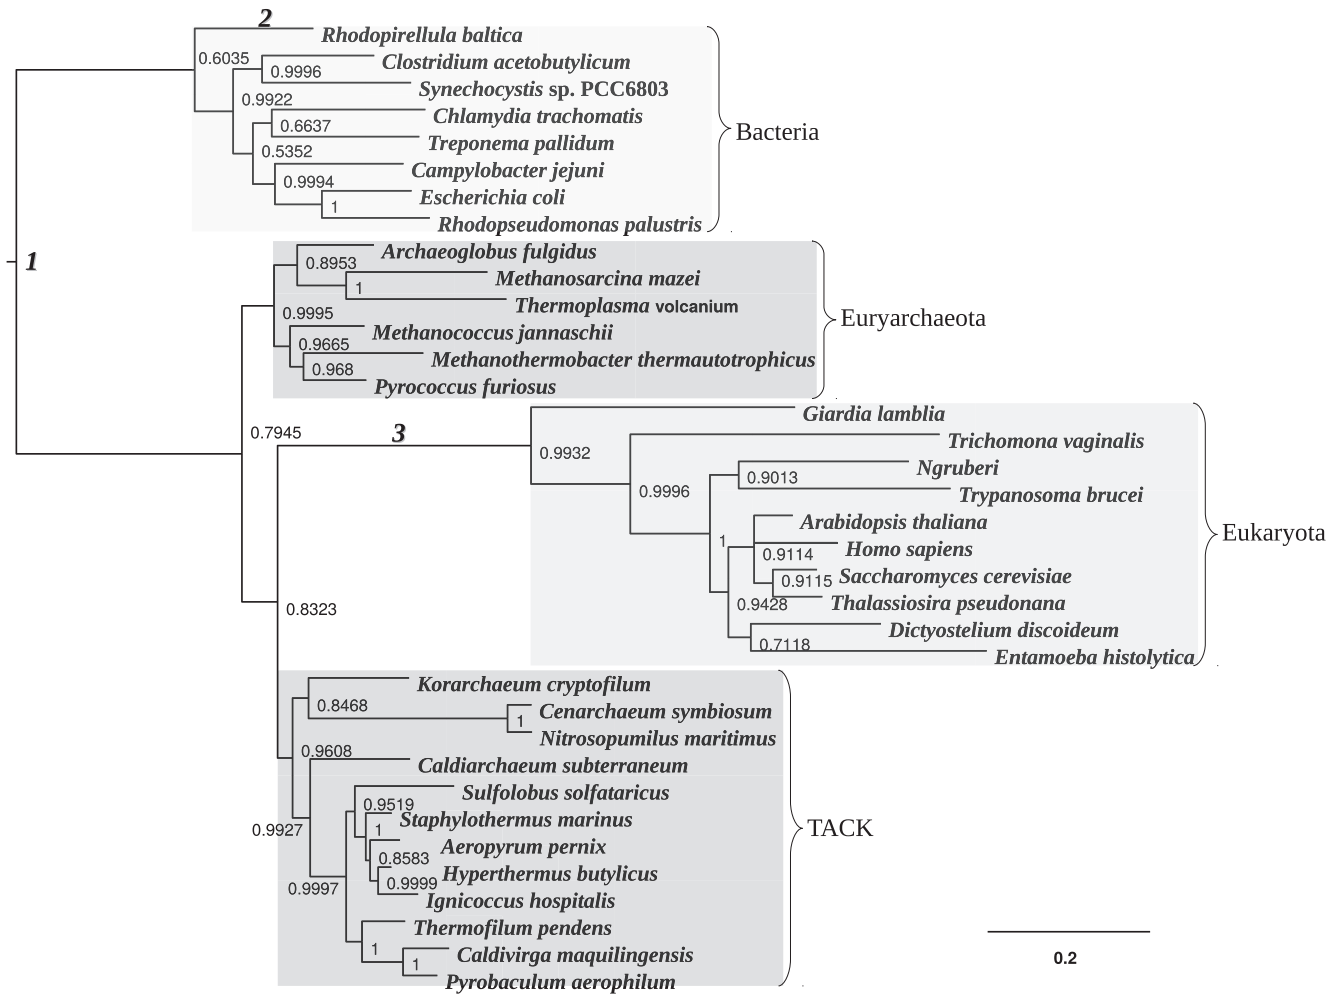 2
Rhodopirellula baltica
0.6035
Clostridium acetobutylicum
0.9996
Synechocystis sp. PCC6803
0.9922
Chlamydia trachomatis
0.6637
Bacteria
Treponema pallidum
0.5352
Campylobacter jejuni
0.9994
Escherichia coli
1
Rhodopseudomonas palustris
1
Archaeoglobus fulgidus
0.8953
Methanosarcina mazei
1
Thermoplasma volcanium
0.9995
Euryarchaeota
Methanococcus jannaschii
0.9665
Methanothermobacter thermautotrophicus
0.968
Pyrococcus furiosus
Giardia lamblia
0.7945
3
Trichomona vaginalis
0.9932
Ngruberi
0.9013
0.9996
Trypanosoma brucei
Arabidopsis thaliana
Eukaryota
1
Homo sapiens
0.9114
Saccharomyces cerevisiae
0.9115
Thalassiosira pseudonana
0.9428
0.8323
Dictyostelium discoideum
0.7118
Entamoeba histolytica
Korarchaeum cryptofilum
0.8468
Cenarchaeum symbiosum
1
Nitrosopumilus maritimus
0.9608
Caldiarchaeum subterraneum
Sulfolobus solfataricus
0.9519
Staphylothermus marinus
0.9927
1
TACK
Aeropyrum pernix
0.8583
Hyperthermus butylicus
0.9999
0.9997
Ignicoccus hospitalis
Thermofilum pendens
1
Caldivirga maquilingensis
1
0.2
Pyrobaculum aerophilum